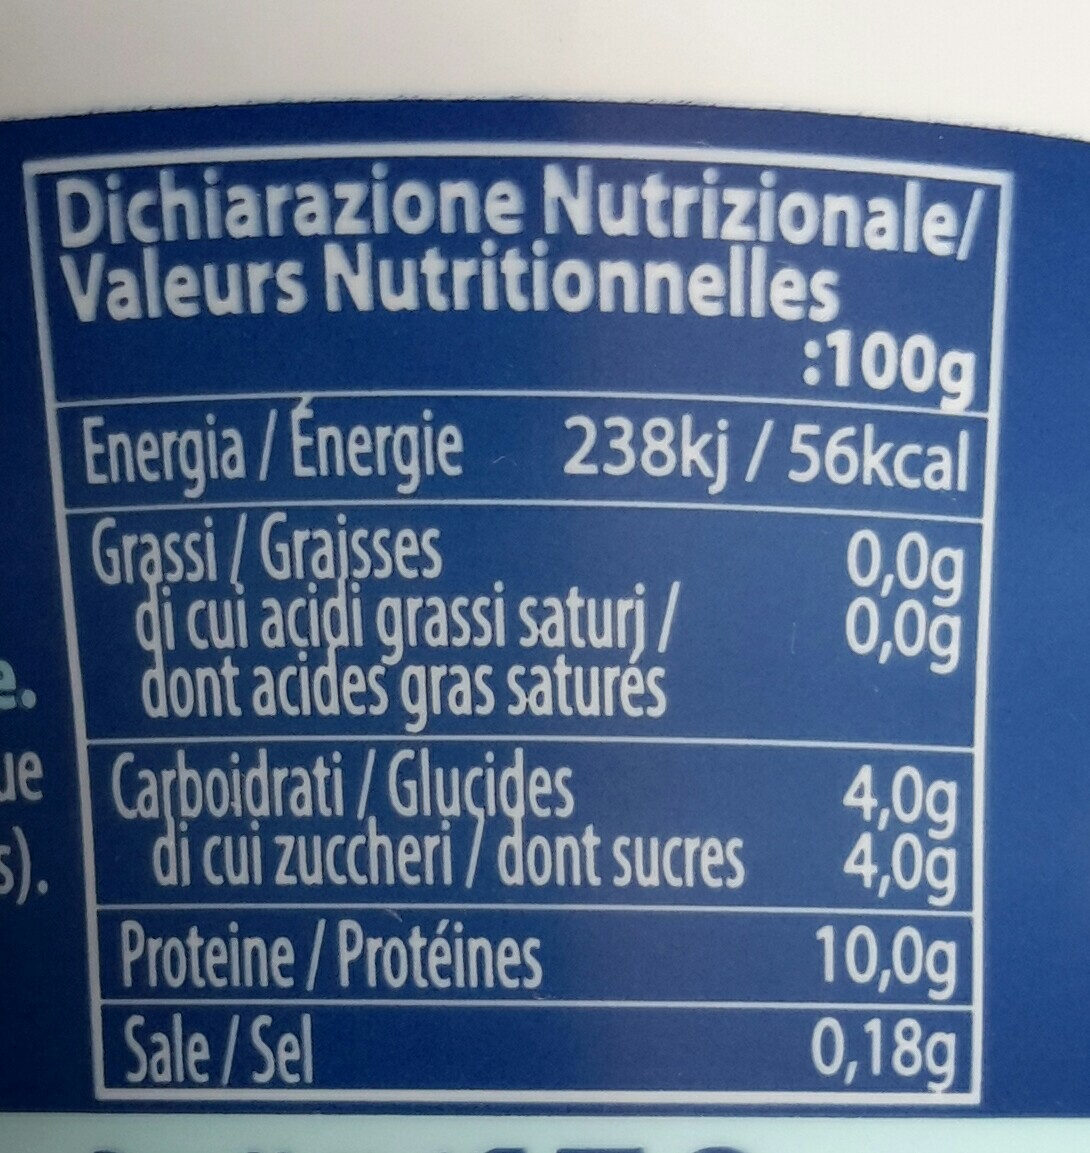 Dichiarazione Nutrizionale/
Valeurs Nutritionnelles
:100g
Energia / Énergie 238kj / 56kcal
Grassi / Graisses 0,0g
di cui acidi grassi saturi / 0,0g
dont acides gras saturés
Carboidrati / Glucides 4,0g
di cui zuccheri / dont sucres 4,0g
Proteine / Protéines 10,0g
Sale / Sel 0,18g